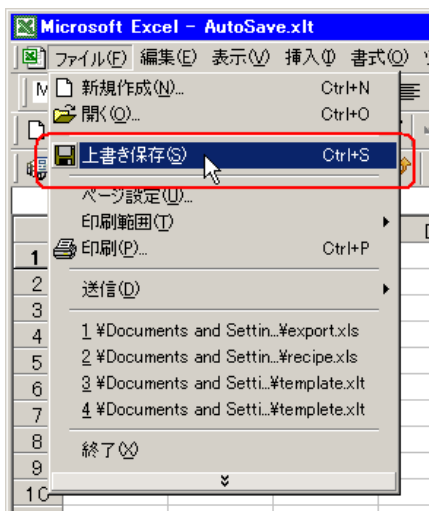 Microsoft Excel - AutoSave.xlt
ファイル(F) 編集(E) 表示(V) 挿入(I) 書式(O)
新規作成(N)... Ctrl+N
開く(O)... Ctrl+O
上書き保存(S) Ctrl+S
ページ設定(U)...
印刷範囲(T)
印刷(P)... Ctrl+P
送信(D)
1 ¥Documents and Settin...¥export.xls
2 ¥Documents and Settin...¥recipe.xls
3 ¥Documents and Setti...¥template.xlt
4 ¥Documents and Setti...¥templete.xlt
終了(X)
1
2
3
4
5
6
7
8
9
10